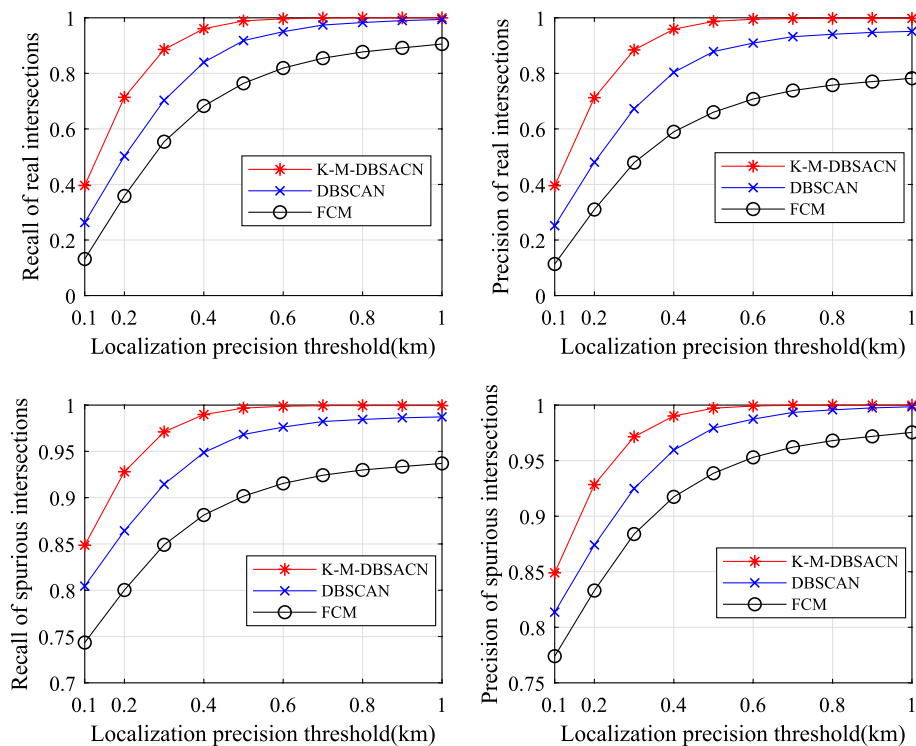 Recall of real intersections
1
0.8
0.6
0.4
0.2
0
0.1 0.2 0.4 0.6 0.8 1
Localization precision threshold(km)
K-M-DBSACN
DBSCAN
FCM
Precision of real intersections
1
0.8
0.6
0.4
0.2
0
0.1 0.2 0.4 0.6 0.8 1
Localization precision threshold(km)
K-M-DBSACN
DBSCAN
FCM
Recall of spurious intersections
1
0.95
0.9
0.85
0.8
0.75
0.7
0.1 0.2 0.4 0.6 0.8 1
Localization precision threshold(km)
K-M-DBSACN
DBSCAN
FCM
Precision of spurious intersections
1
0.95
0.9
0.85
0.8
0.75
0.1 0.2 0.4 0.6 0.8 1
Localization precision threshold(km)
K-M-DBSACN
DBSCAN
FCM